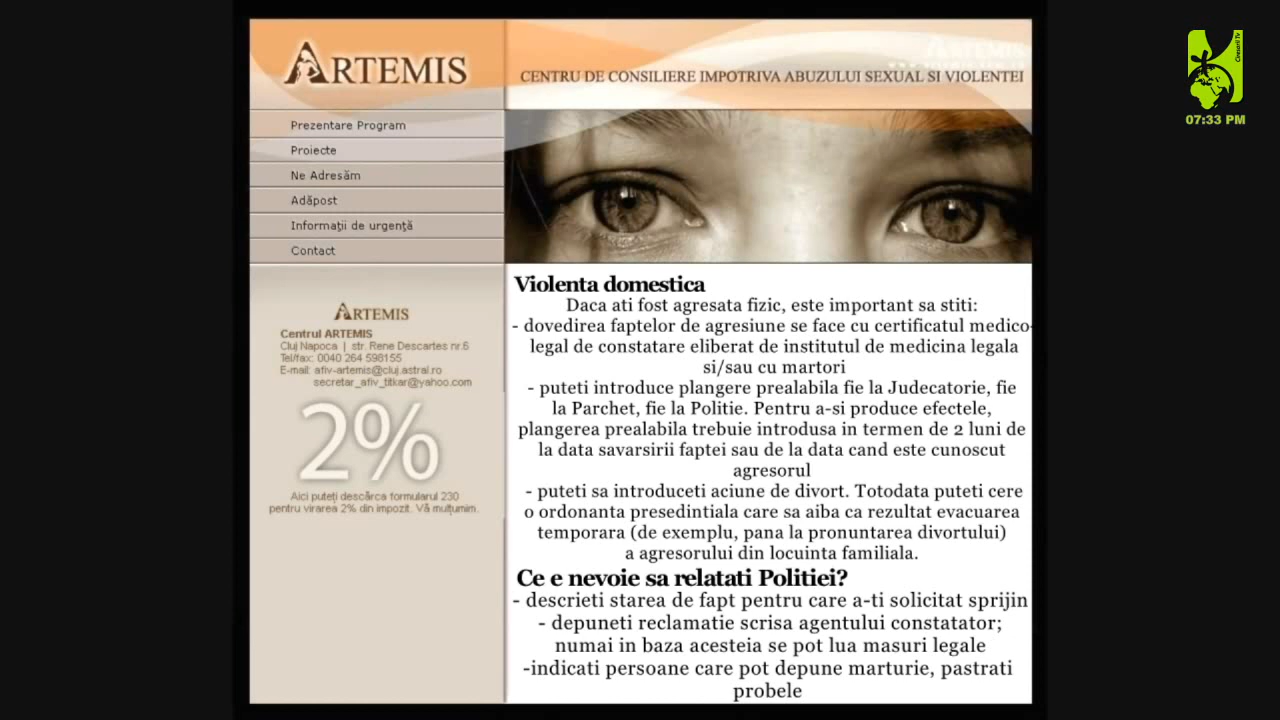 ARTEMIS
CENTRU DE CONSILIERE IMPOTRIVA ABUZULUI SEXUAL SI VIOLENTEI
Cireșarii Tv
07:33 PM
Prezentare Program
Proiecte
Ne Adresăm
Adăpost
Informaţii de urgenţă
Contact
ARTEMIS
Centrul ARTEMIS
Cluj Napoca | str. Rene Descartes nr.6
Tel/fax: 0040 264 598155
E-mail: afiv-artemis@cluj.astral.ro
secretar_afiv_titkar@yahoo.com
2%
Aici puteţi descărca formularul 230
pentru virarea 2% din impozit. Vă mulţumim.
Violenta domestica
Daca ati fost agresata fizic, este important sa stiti:
- dovedirea faptelor de agresiune se face cu certificatul medico-
legal de constatare eliberat de institutul de medicina legala
si/sau cu martori
- puteti introduce plangere prealabila fie la Judecatorie, fie
la Parchet, fie la Politie. Pentru a-si produce efectele,
plangerea prealabila trebuie introdusa in termen de 2 luni de
la data savarsirii faptei sau de la data cand este cunoscut
agresorul
- puteti sa introduceti aciune de divort. Totodata puteti cere
o ordonanta presedintiala care sa aiba ca rezultat evacuarea
temporara (de exemplu, pana la pronuntarea divortului)
a agresorului din locuinta familiala.
Ce e nevoie sa relatati Politiei?
- descrieti starea de fapt pentru care a-ti solicitat sprijin
- depuneti reclamatie scrisa agentului constatator;
numai in baza acesteia se pot lua masuri legale
-indicati persoane care pot depune marturie, pastrati
probele